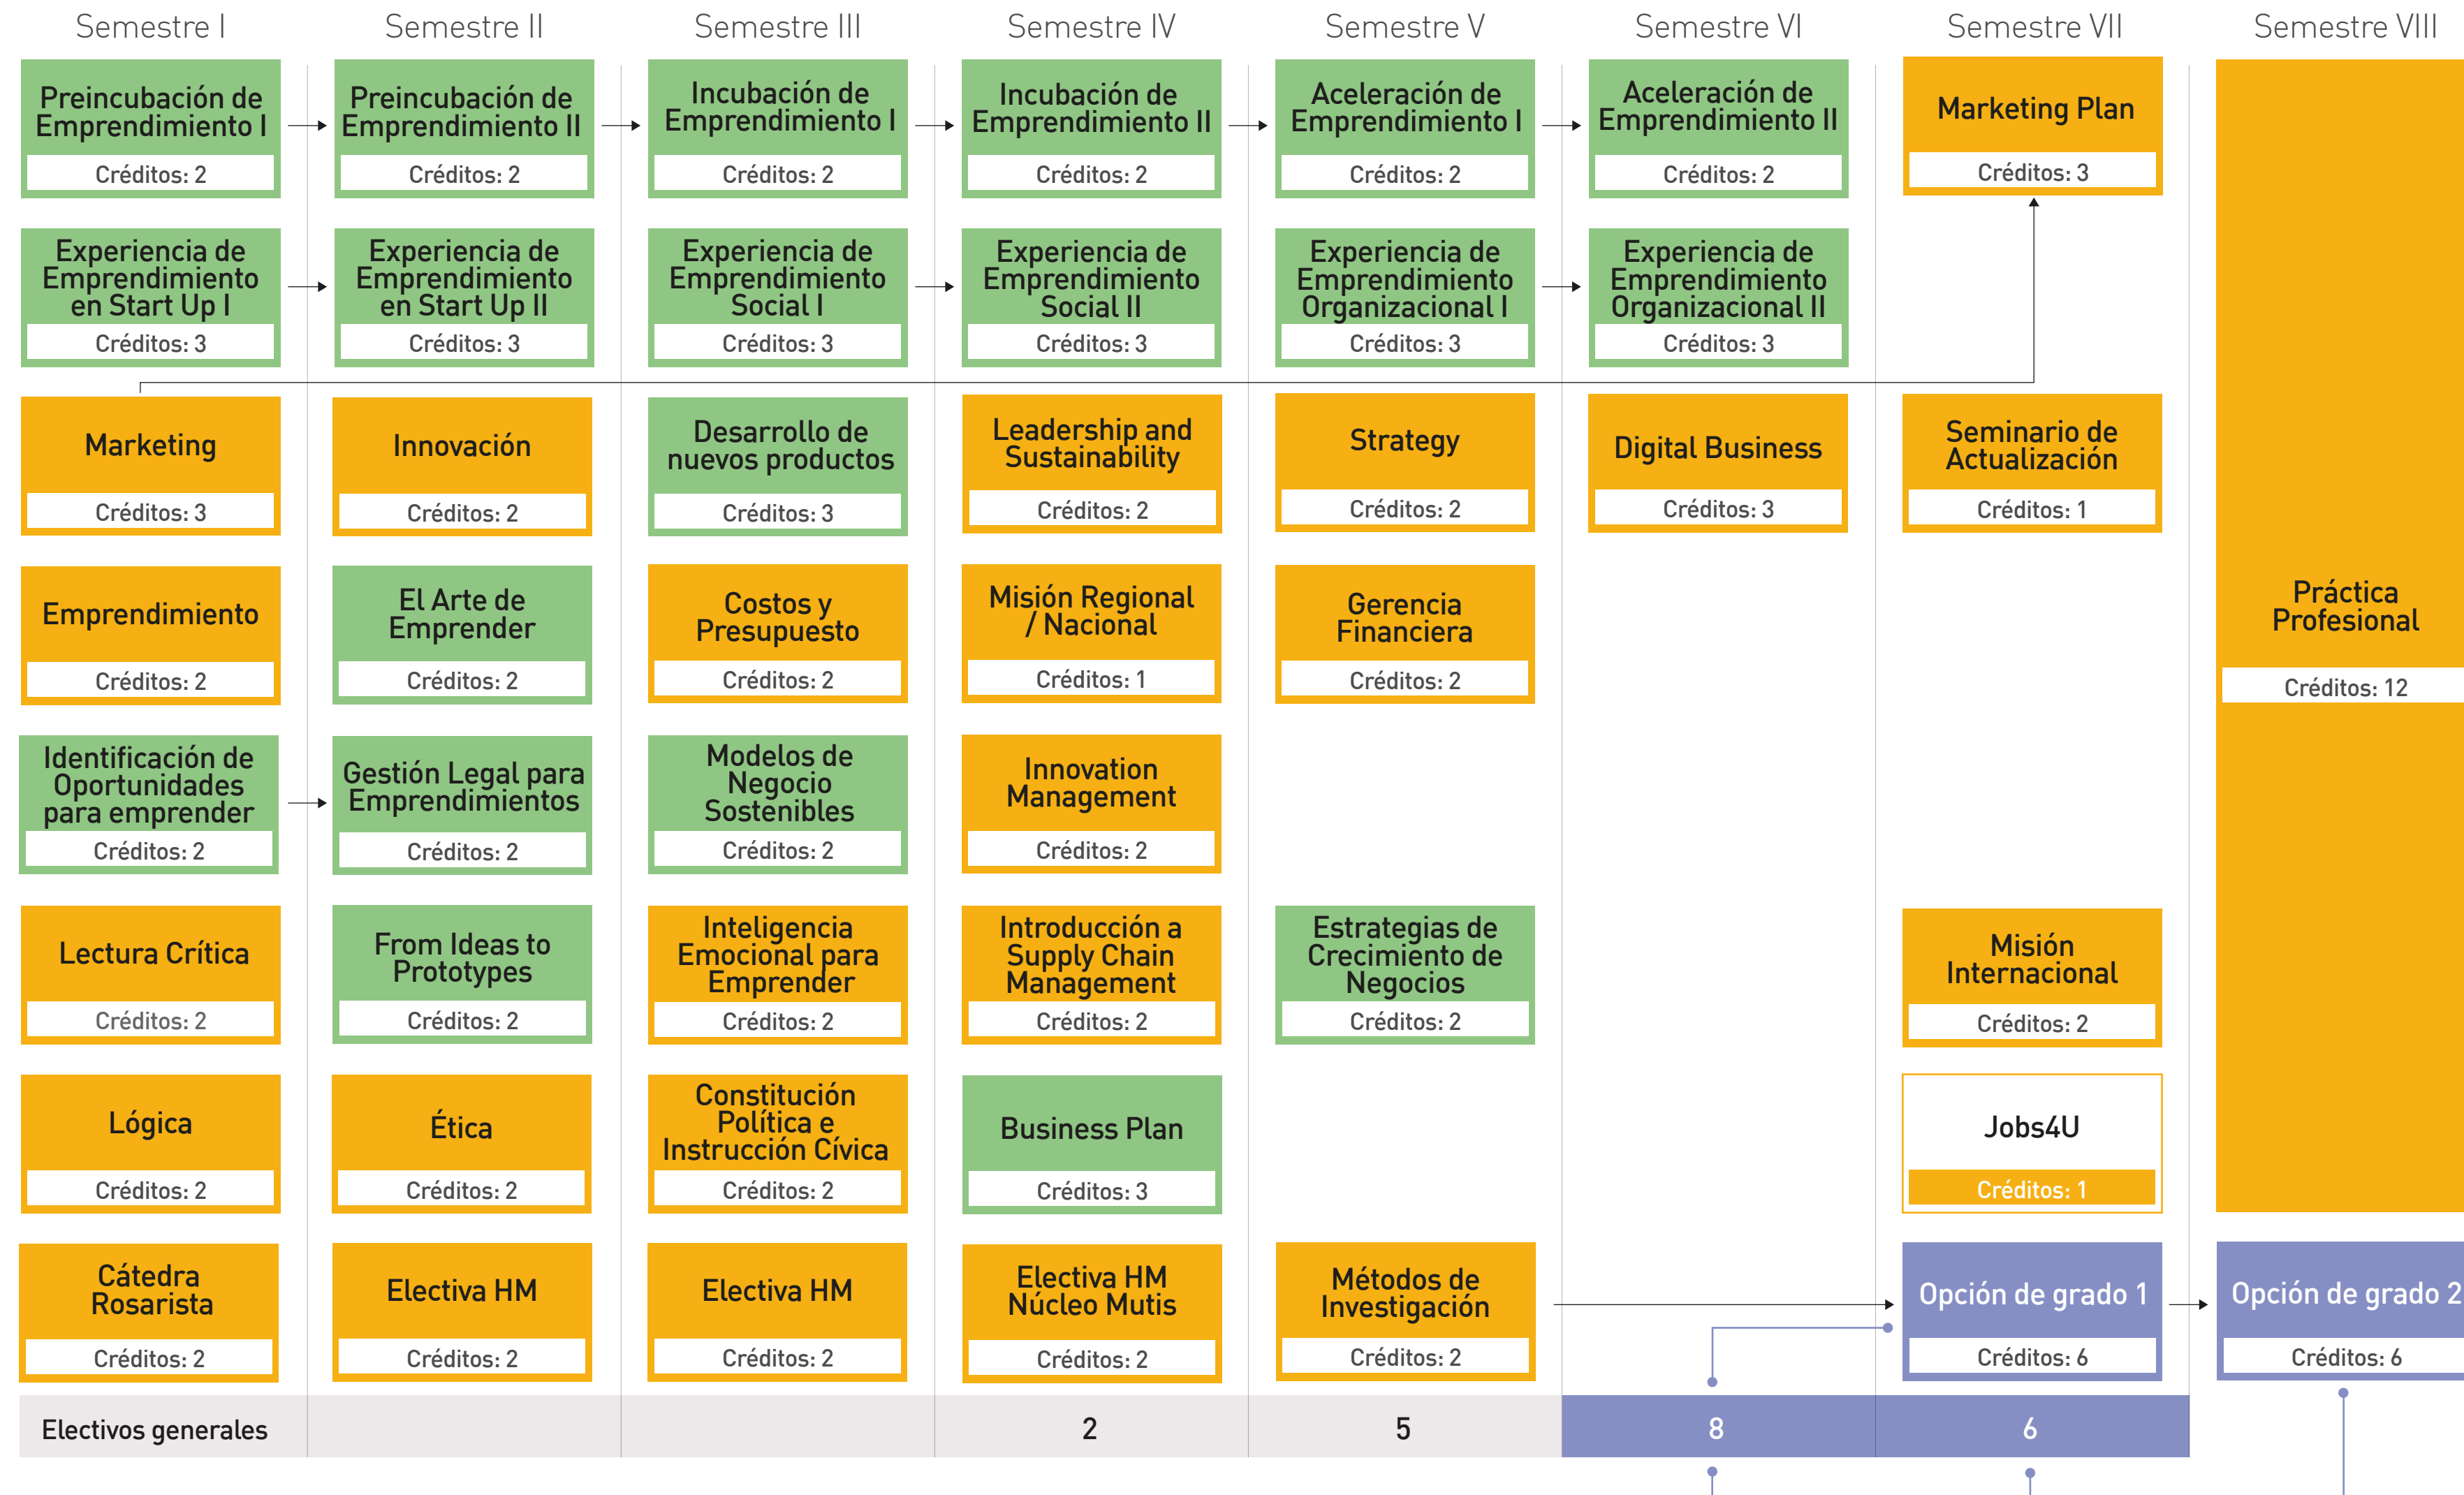 Semestre I
Semestre II
Semestre III
Semestre IV
Semestre V
Semestre VI
Semestre VII
Semestre VIII
Preincubación de
Emprendimiento I
Créditos: 2
Preincubación de
Emprendimiento II
Créditos: 2
Incubación de
Emprendimiento I
Créditos: 2
Incubación de
Emprendimiento II
Créditos: 2
Aceleración de
Emprendimiento I
Créditos: 2
Aceleración de
Emprendimiento II
Créditos: 2
Marketing Plan
Créditos: 3
Experiencia de
Emprendimiento
en Start Up I
Créditos: 3
Experiencia de
Emprendimiento
en Start Up II
Créditos: 3
Experiencia de
Emprendimiento
Social I
Créditos: 3
Experiencia de
Emprendimiento
Social II
Créditos: 3
Experiencia de
Emprendimiento
Organizacional I
Créditos: 3
Experiencia de
Emprendimiento
Organizacional II
Créditos: 3
Marketing
Créditos: 3
Innovación
Créditos: 2
Desarrollo de
nuevos productos
Créditos: 3
Leadership and
Sustainability
Créditos: 2
Strategy
Créditos: 2
Digital Business
Créditos: 3
Seminario de
Actualización
Créditos: 1
Emprendimiento
Créditos: 2
El Arte de
Emprender
Créditos: 2
Costos y
Presupuesto
Créditos: 2
Misión Regional
/ Nacional
Créditos: 1
Gerencia
Financiera
Créditos: 2
Práctica
Profesional
Créditos: 12
Identificación de
Oportunidades
para emprender
Créditos: 2
Gestión Legal para
Emprendimientos
Créditos: 2
Modelos de
Negocio
Sostenibles
Créditos: 2
Innovation
Management
Créditos: 2
Lectura Crítica
Créditos: 2
From Ideas to
Prototypes
Créditos: 2
Inteligencia
Emocional para
Emprender
Créditos: 2
Introducción a
Supply Chain
Management
Créditos: 2
Estrategias de
Crecimiento de
Negocios
Créditos: 2
Misión
Internacional
Créditos: 2
Lógica
Créditos: 2
Ética
Créditos: 2
Constitución
Política e
Instrucción Cívica
Créditos: 2
Business Plan
Créditos: 3
Jobs4U
Créditos: 1
Cátedra
Rosarista
Créditos: 2
Electiva HM
Créditos: 2
Electiva HM
Créditos: 2
Electiva HM
Núcleo Mutis
Créditos: 2
Métodos de
Investigación
Créditos: 2
Opción de grado 1
Créditos: 6
Opción de grado 2
Créditos: 6
Electivos generales
2
5
8
6